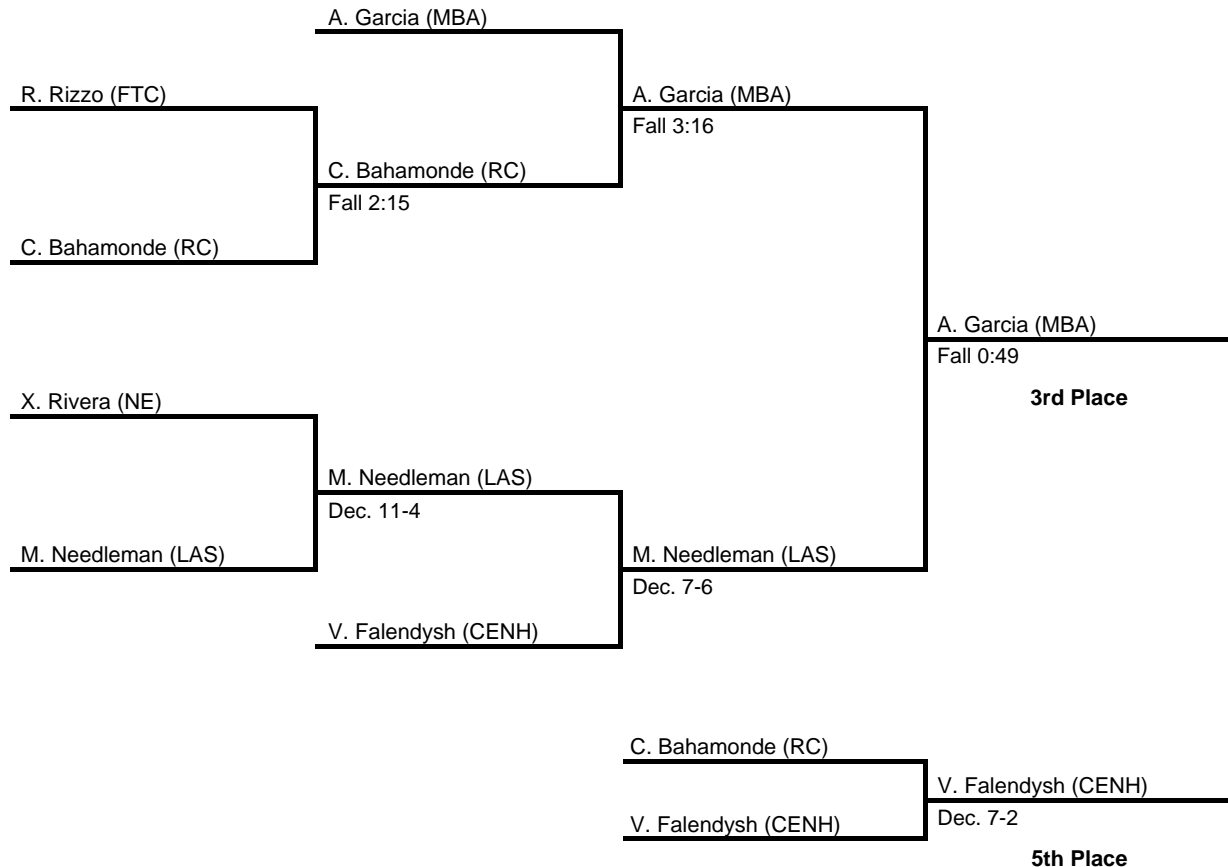 A. Garcia (MBA)
R. Rizzo (FTC)
A. Garcia (MBA)
Fall 3:16
C. Bahamonde (RC)
Fall 2:15
C. Bahamonde (RC)
A. Garcia (MBA)
Fall 0:49
3rd Place
X. Rivera (NE)
M. Needleman (LAS)
Dec. 11-4
M. Needleman (LAS)
M. Needleman (LAS)
Dec. 7-6
V. Falendysh (CENH)
C. Bahamonde (RC)
V. Falendysh (CENH)
Dec. 7-2
V. Falendysh (CENH)
5th Place